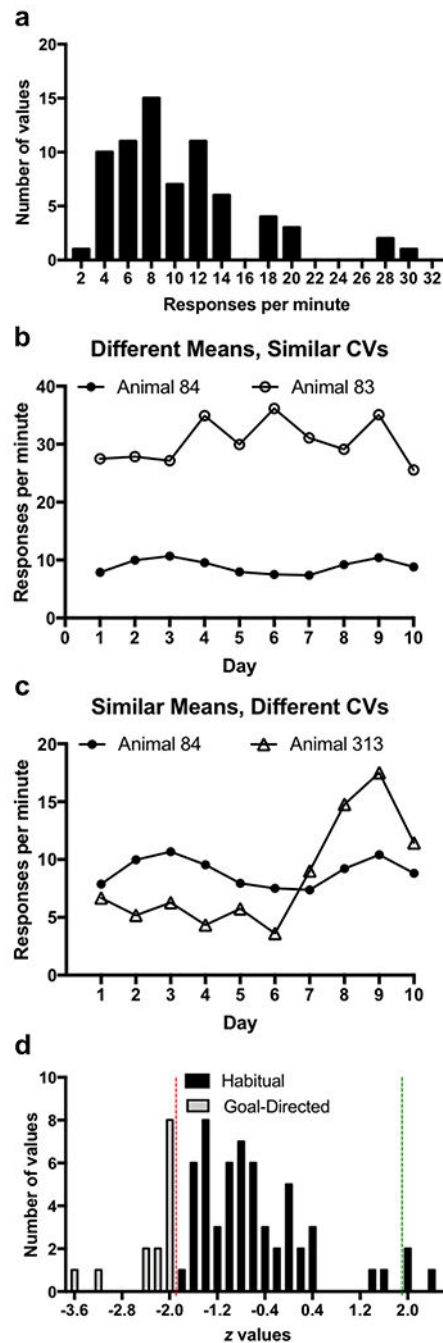 a
20
15
10
5
0
Number of values
2 4 6 8 10 12 14 16 18 20 22 24 26 28 30 32
Responses per minute
b
Different Means, Similar CVs
Animal 84 Animal 83
40
30
20
10
0
Responses per minute
0 1 2 3 4 5 6 7 8 9 10
Day
c
Similar Means, Different CVs
Animal 84 Animal 313
20
15
10
5
0
Responses per minute
1 2 3 4 5 6 7 8 9 10
Day
d
Habitual
Goal-Directed
10
8
6
4
2
0
Number of values
-3.6 -2.8 -2.0 -1.2 -0.4 0.4 1.2 2.0
z values